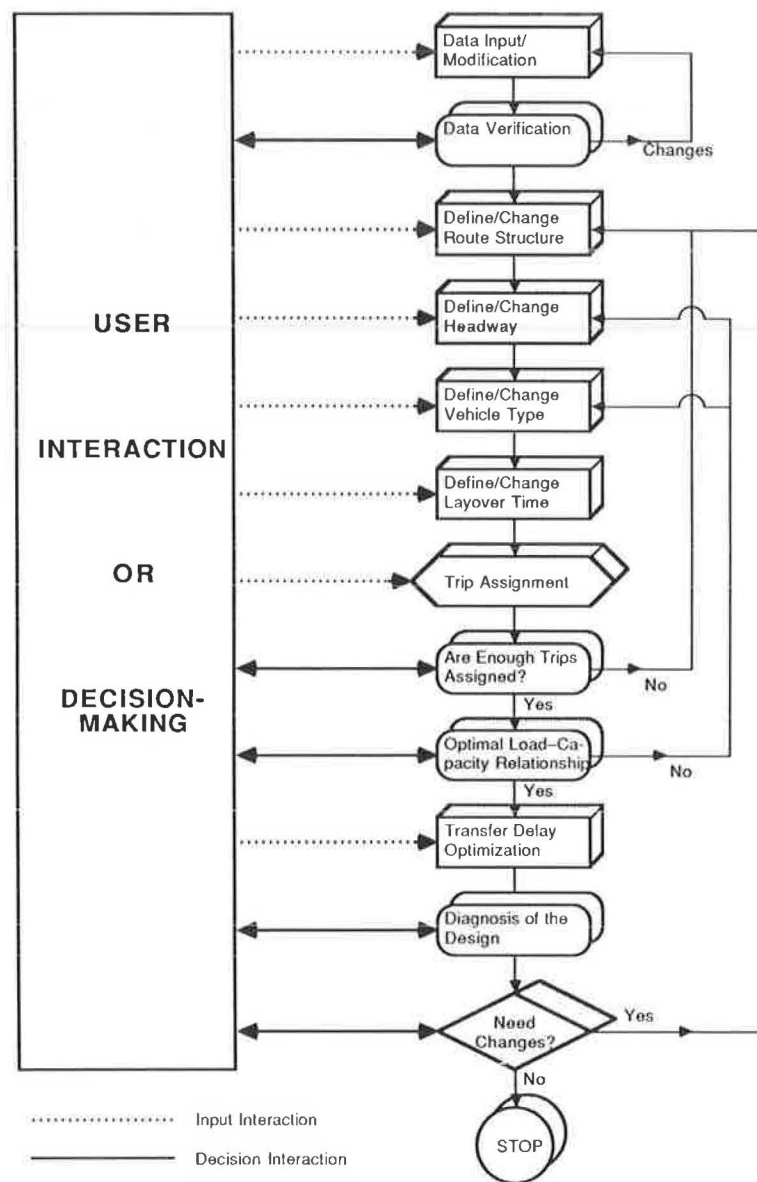 Data Input/
Modification
Data Verification
Changes
Define/Change
Route Structure
Define/Change
Headway
USER
Define/Change
Vehicle Type
INTERACTION
Define/Change
Layover Time
OR
Trip Assignment
Are Enough Trips
Assigned?
No
Yes
DECISION-
MAKING
Optimal Load–Ca-
pacity Relationship
No
Yes
Transfer Delay
Optimization
Diagnosis of the
Design
Need
Changes?
Yes
No
STOP
Input Interaction
Decision Interaction